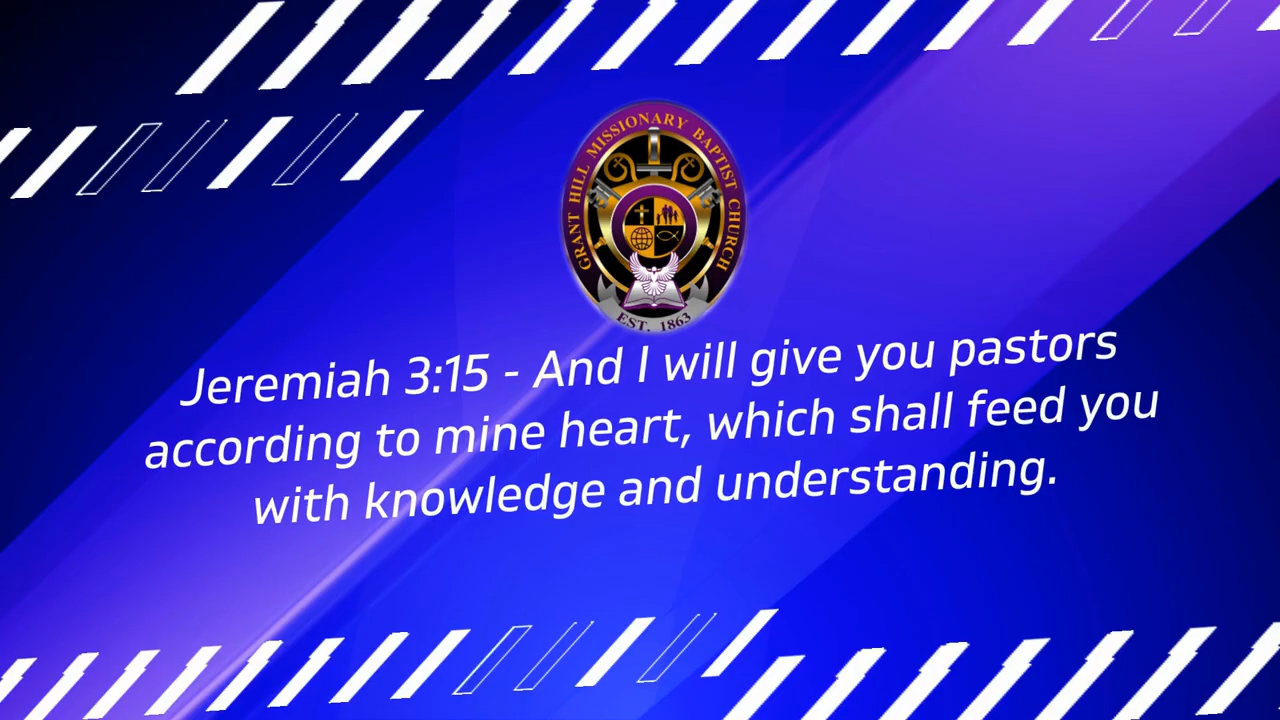 GRANT HILL MISSIONARY BAPTIST CHURCH
EST. 1863
Jeremiah 3:15 - And I will give you pastors
according to mine heart, which shall feed you
with knowledge and understanding.